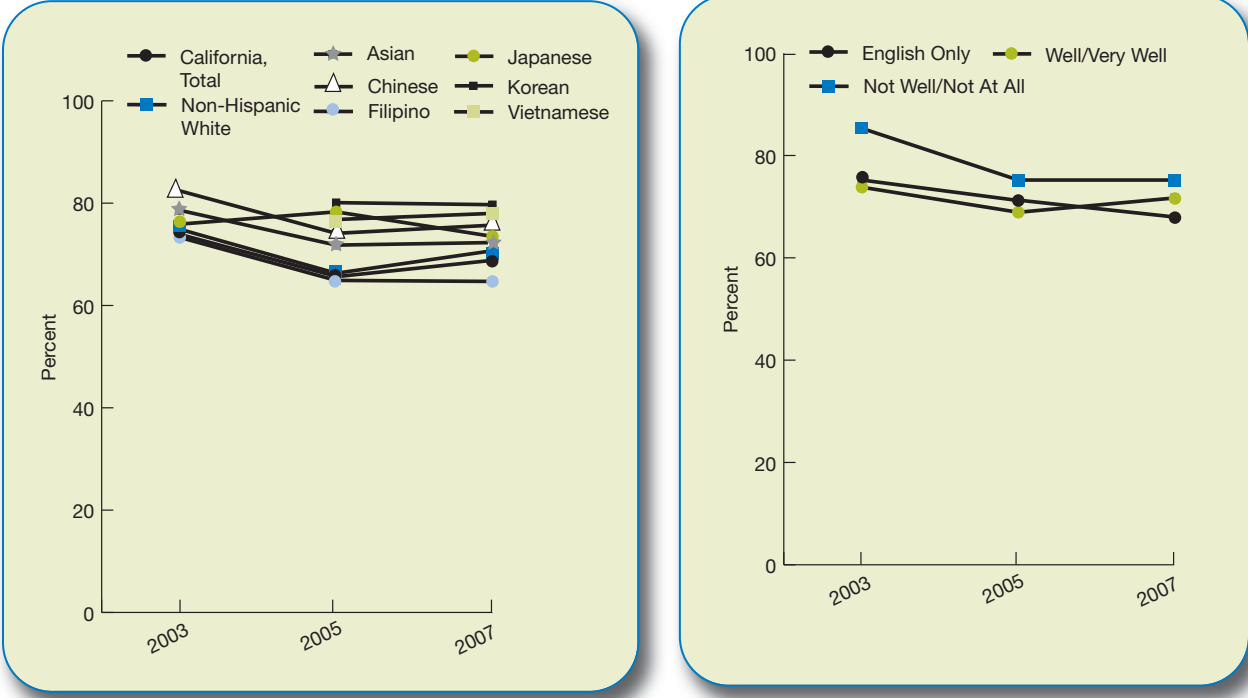 California,
Total
Non-Hispanic
White
Asian
Chinese
Filipino
Japanese
Korean
Vietnamese
100
80
60
40
20
0
Percent
2003
2005
2007
English Only
Well/Very Well
Not Well/Not At All
100
80
60
40
20
0
Percent
2003
2005
2007